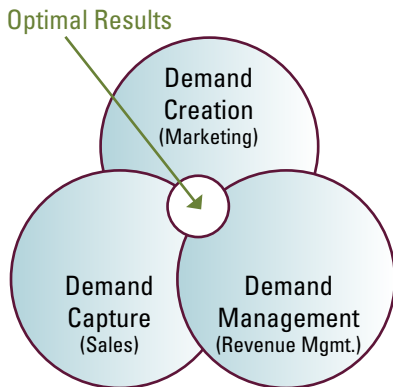 Optimal Results
Demand
Creation
(Marketing)
Demand
Capture
(Sales)
Demand
Management
(Revenue Mgmt.)